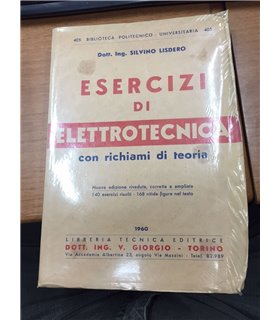 405 BIBLIOTECA POLITECNICO - UNIVERSITARIA 405
Dott. Ing. SILVINO LISDERO
ESERCIZI
DI
ELETTROTECNICA
con richiami di teoria
Nuova edizione riveduta, corretta e ampliata
140 esercizi risolti - 168 nitide figure nel testo
1960
LIBRERIA TECNICA EDITRICE
DOTT. ING. V. GIORGIO - TORINO
Via Accademia Albertina 23, angolo Via Mazzini - Telef. 82.989